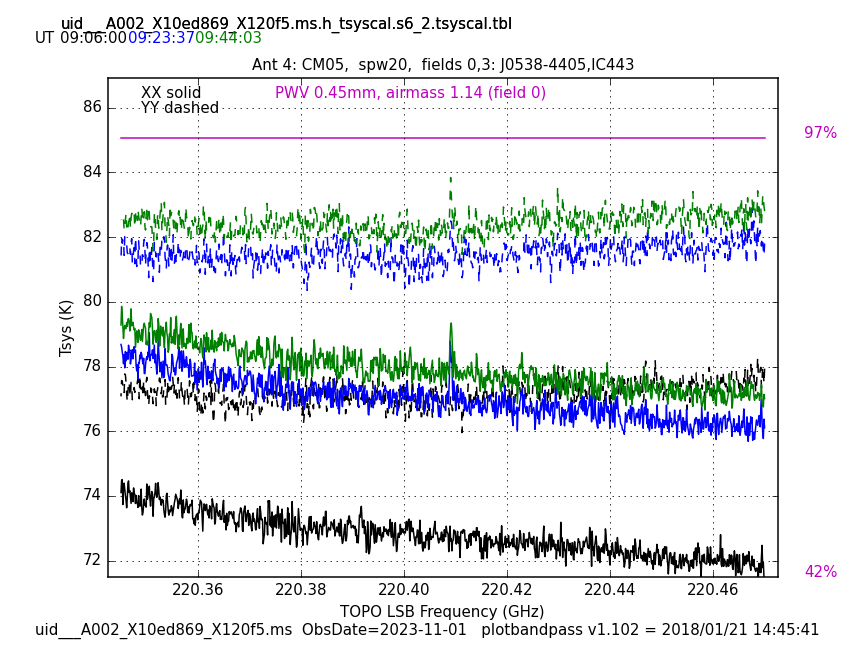 uid___A002_X10ed869_X120f5.ms.h_tsyscal.s6_2.tsyscal.tbl
UT 09:06:00 09:23:37 09:44:03
Ant 4: CM05,  spw20,  fields 0,3: J0538-4405,IC443
XX solid
PWV 0.45mm, airmass 1.14 (field 0)
YY dashed
86
97%
84
82
80
78
76
74
72
42%
Tsys (K)
220.36 220.38 220.40 220.42 220.44 220.46
TOPO LSB Frequency (GHz)
uid___A002_X10ed869_X120f5.ms  ObsDate=2023-11-01   plotbandpass v1.102 = 2018/01/21 14:45:41